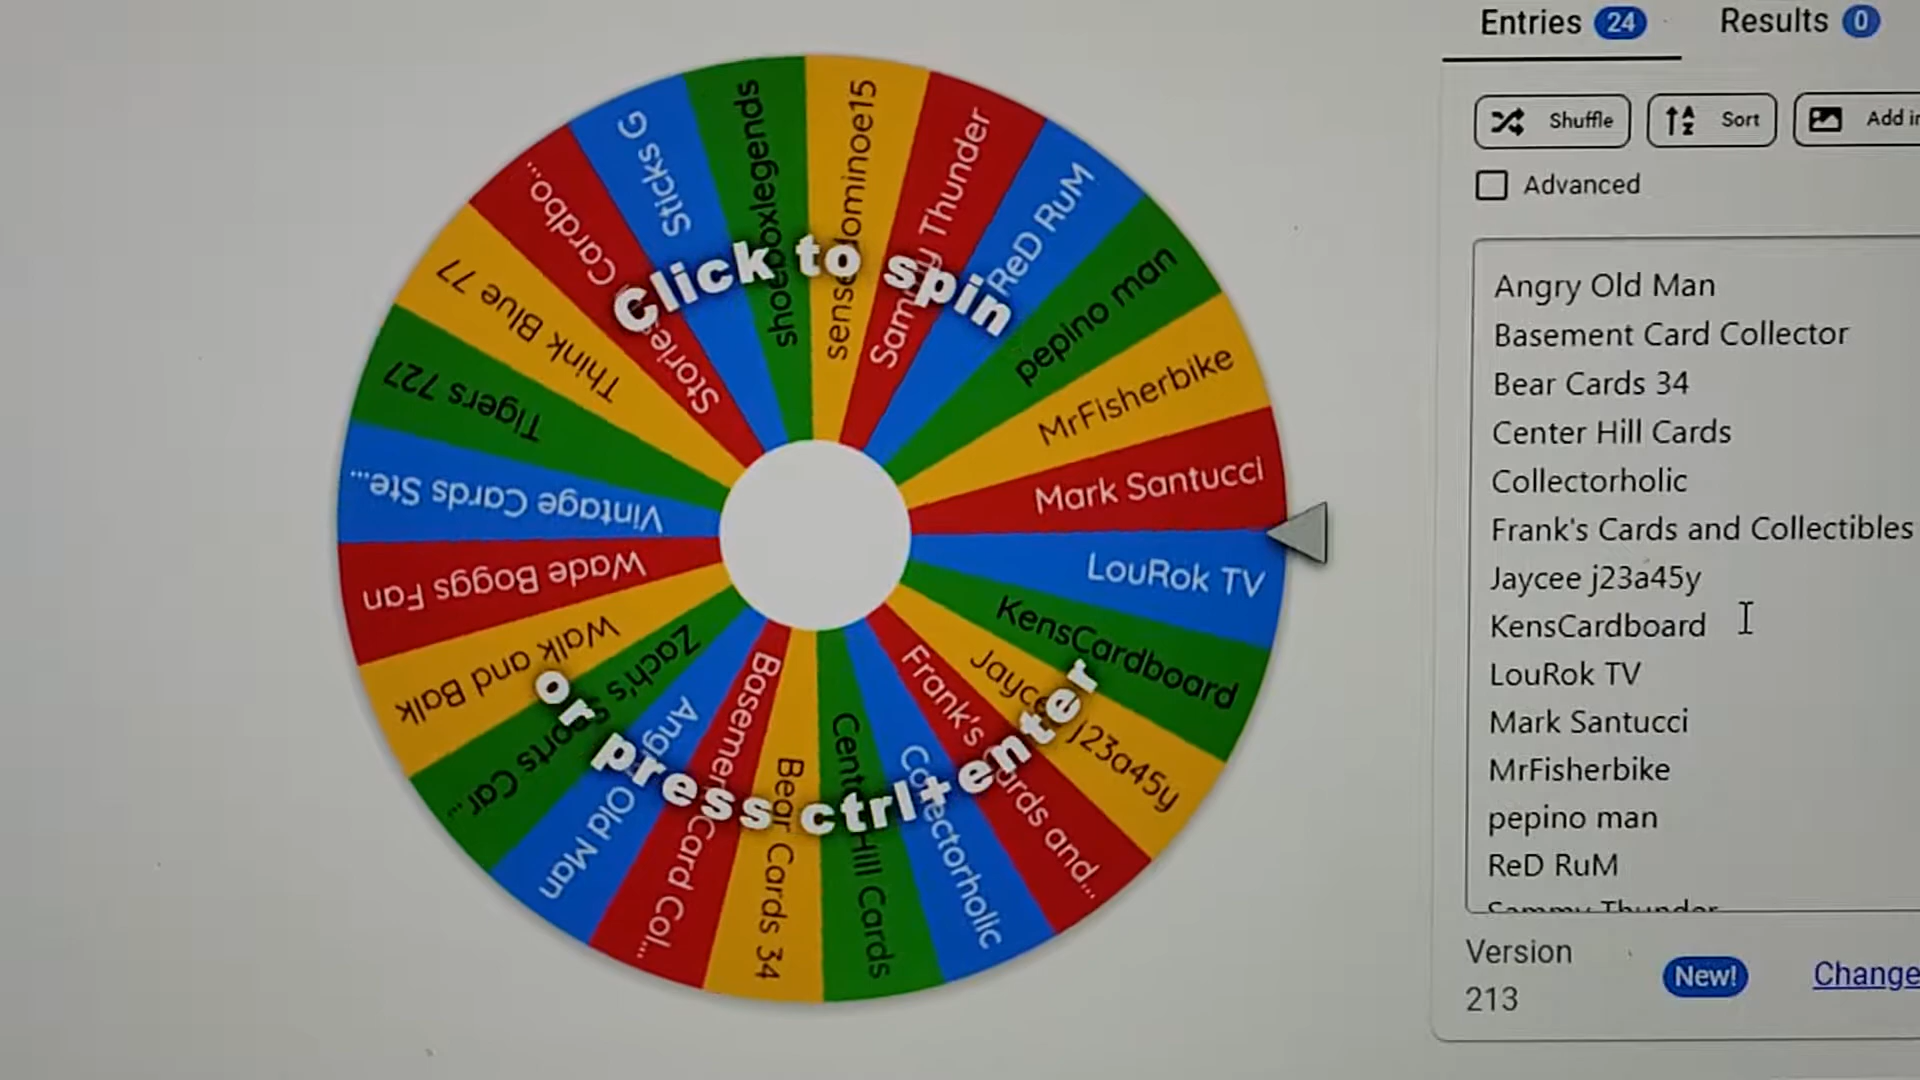 Entries 24 Results 0
Shuffle
Sort
Add i
Advanced
Angry Old Man
Basement Card Collector
Bear Cards 34
Center Hill Cards
Collectorholic
Frank's Cards and Collectibles
Jaycee j23a45y
KensCardboard
LouRok TV
Mark Santucci
MrFisherbike
pepino man
ReD RuM
Sammy Thunder
Version
213
New!
Change
Click to spin
or press ctrl+enter
sensedominoe15
Sammy Thunder
ReD RuM
pepino man
MrFisherbike
Mark Santucci
LouRok TV
KensCardboard
Jaycee j23a45y
Frank's Cards and...
Collectorholic
Center Hill Cards
Bear Cards 34
Basement Card Col...
Angry Old Man
Zach's Sports Car...
Walk and Balk
Wade Boggs Fan
Vintage Cards Ste...
Tigers 727
Think Blue 77
Stories Cardbo...
Sticks G
shoeboxlegends